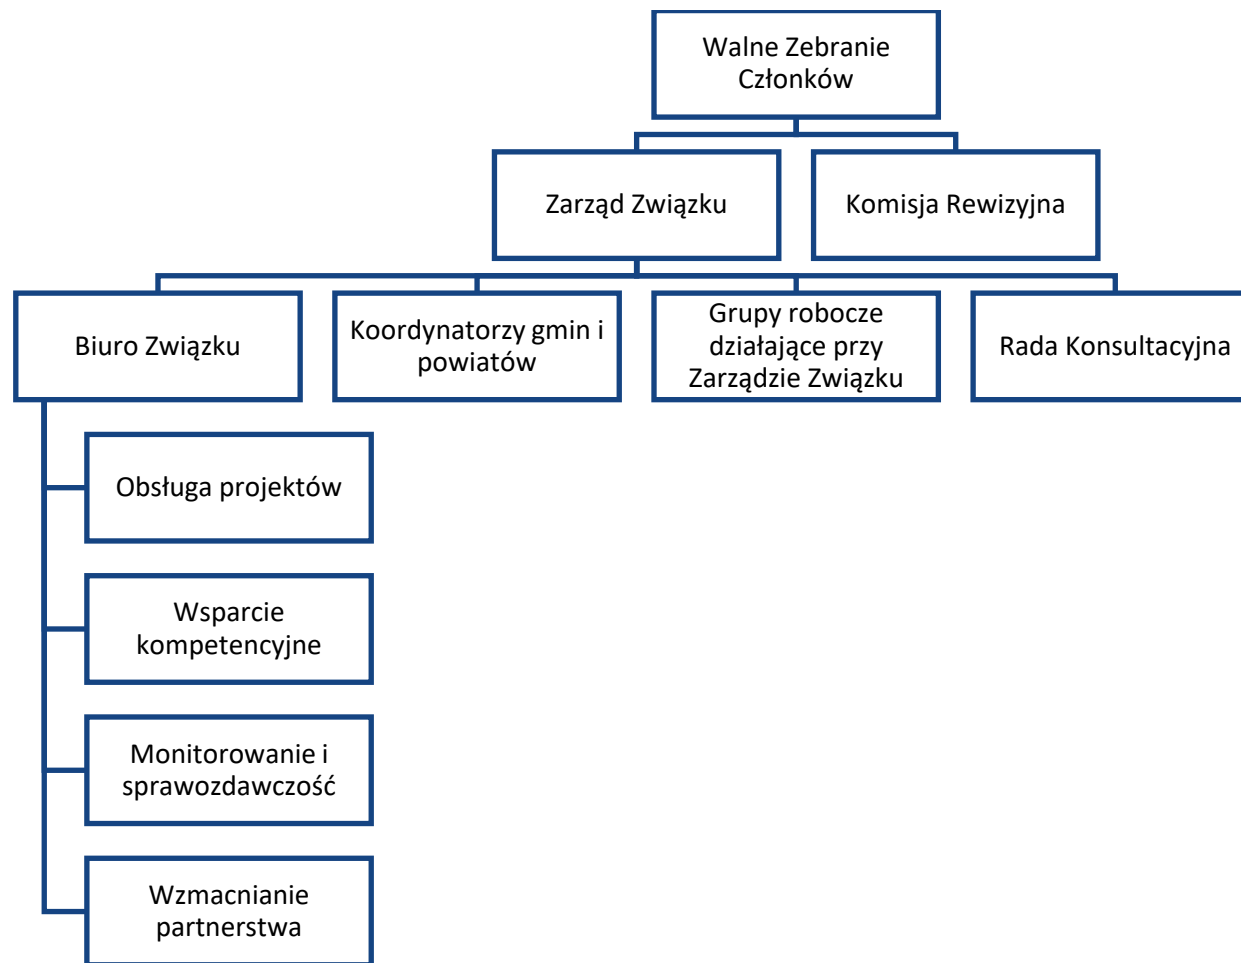 Walne Zebranie
Członków
Zarząd Związku
Komisja Rewizyjna
Biuro Związku
Koordynatorzy gmin i
powiatów
Grupy robocze
działające przy
Zarządzie Związku
Rada Konsultacyjna
Obsługa projektów
Wsparcie
kompetencyjne
Monitorowanie i
sprawozdawczość
Wzmacnianie
partnerstwa